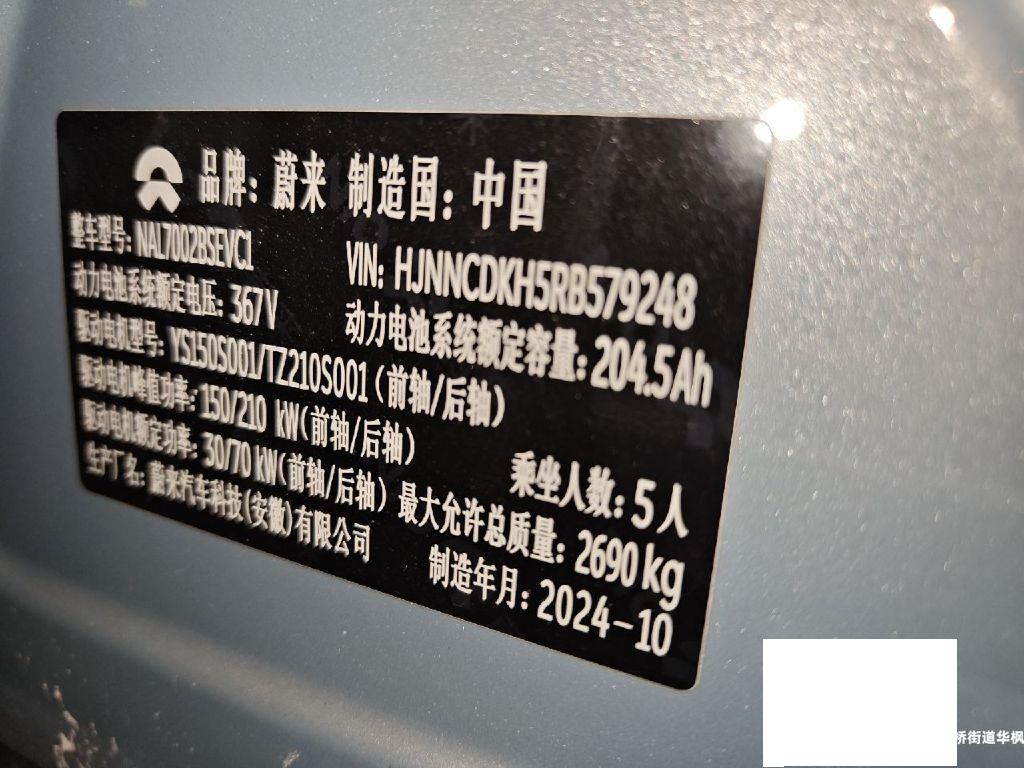 品牌：蔚来 制造国：中国
整车型号：NAL7002BSEVC1 VIN: HJNNCDKH5RB579248
动力电池系统额定电压：367V 动力电池系统额定容量：204.5Ah
驱动电机型号：YS150S001/TZ210S001（前轴/后轴）
驱动电机峰值功率：150/210 kW（前轴/后轴） 乘坐人数：5人
驱动电机额定功率：30/70 kW（前轴/后轴） 最大允许总质量：2690 kg
生产厂名：蔚来汽车科技(安徽)有限公司 制造年月：2024-10
桥街道华枫